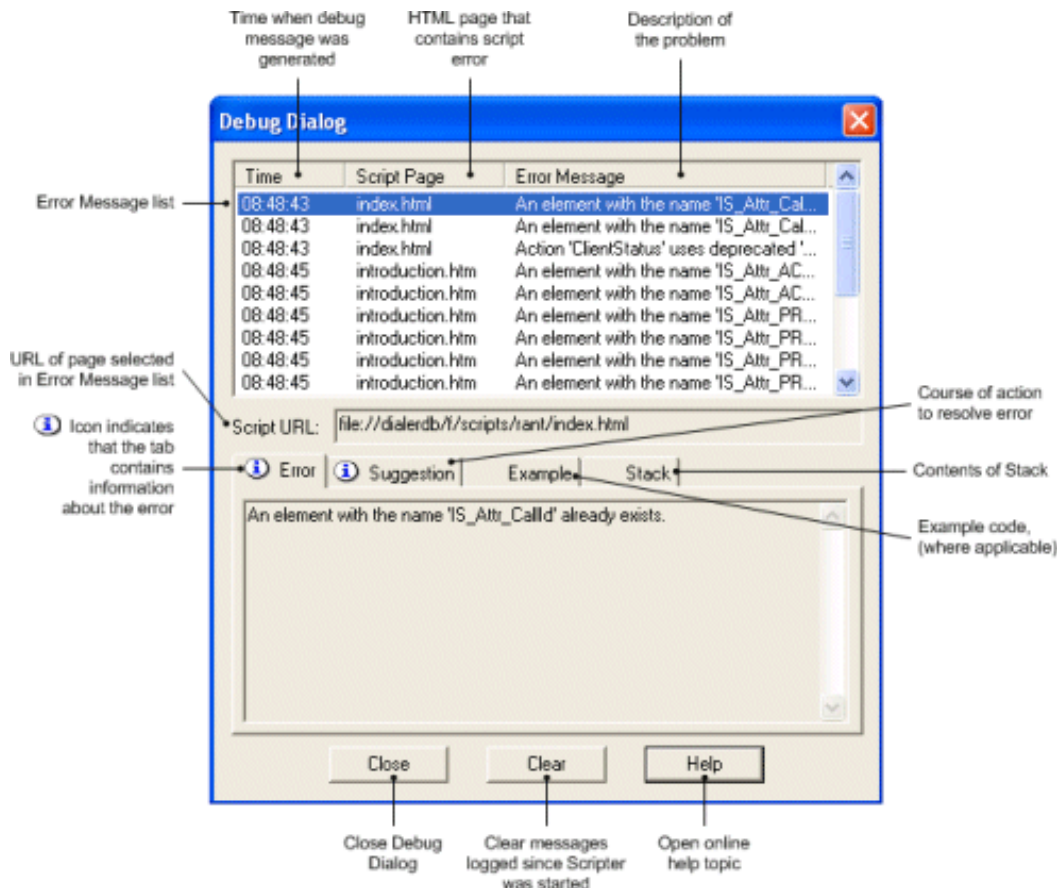 Time when debug
message was
generated
HTML page that
contains script
error
Description of
the problem
Debug Dialog
Time Script Page Error Message
Error Message list
08:48:43 index.html An element with the name 'IS_Attr_Cal...
08:48:43 index.html An element with the name 'IS_Attr_Cal...
08:48:43 index.html Action 'ClientStatus' uses deprecated '...
08:48:45 introduction.htm An element with the name 'IS_Attr_AC...
08:48:45 introduction.htm An element with the name 'IS_Attr_AC...
08:48:45 introduction.htm An element with the name 'IS_Attr_PR...
08:48:45 introduction.htm An element with the name 'IS_Attr_PR...
08:48:45 introduction.htm An element with the name 'IS_Attr_PR...
08:48:45 introduction.htm An element with the name 'IS_Attr_PR...
URL of page selected
in Error Message list
Script URL: file://dialerdb/f/scripts/rant/index.html
Course of action
to resolve error
i Icon indicates
that the tab
contains
information
about the error
i Error i Suggestion Example Stack
Contents of Stack
An element with the name 'IS_Attr_CallId' already exists.
Example code,
(where applicable)
Close Clear Help
Close Debug
Dialog
Clear messages
logged since Scripter
was started
Open online
help topic